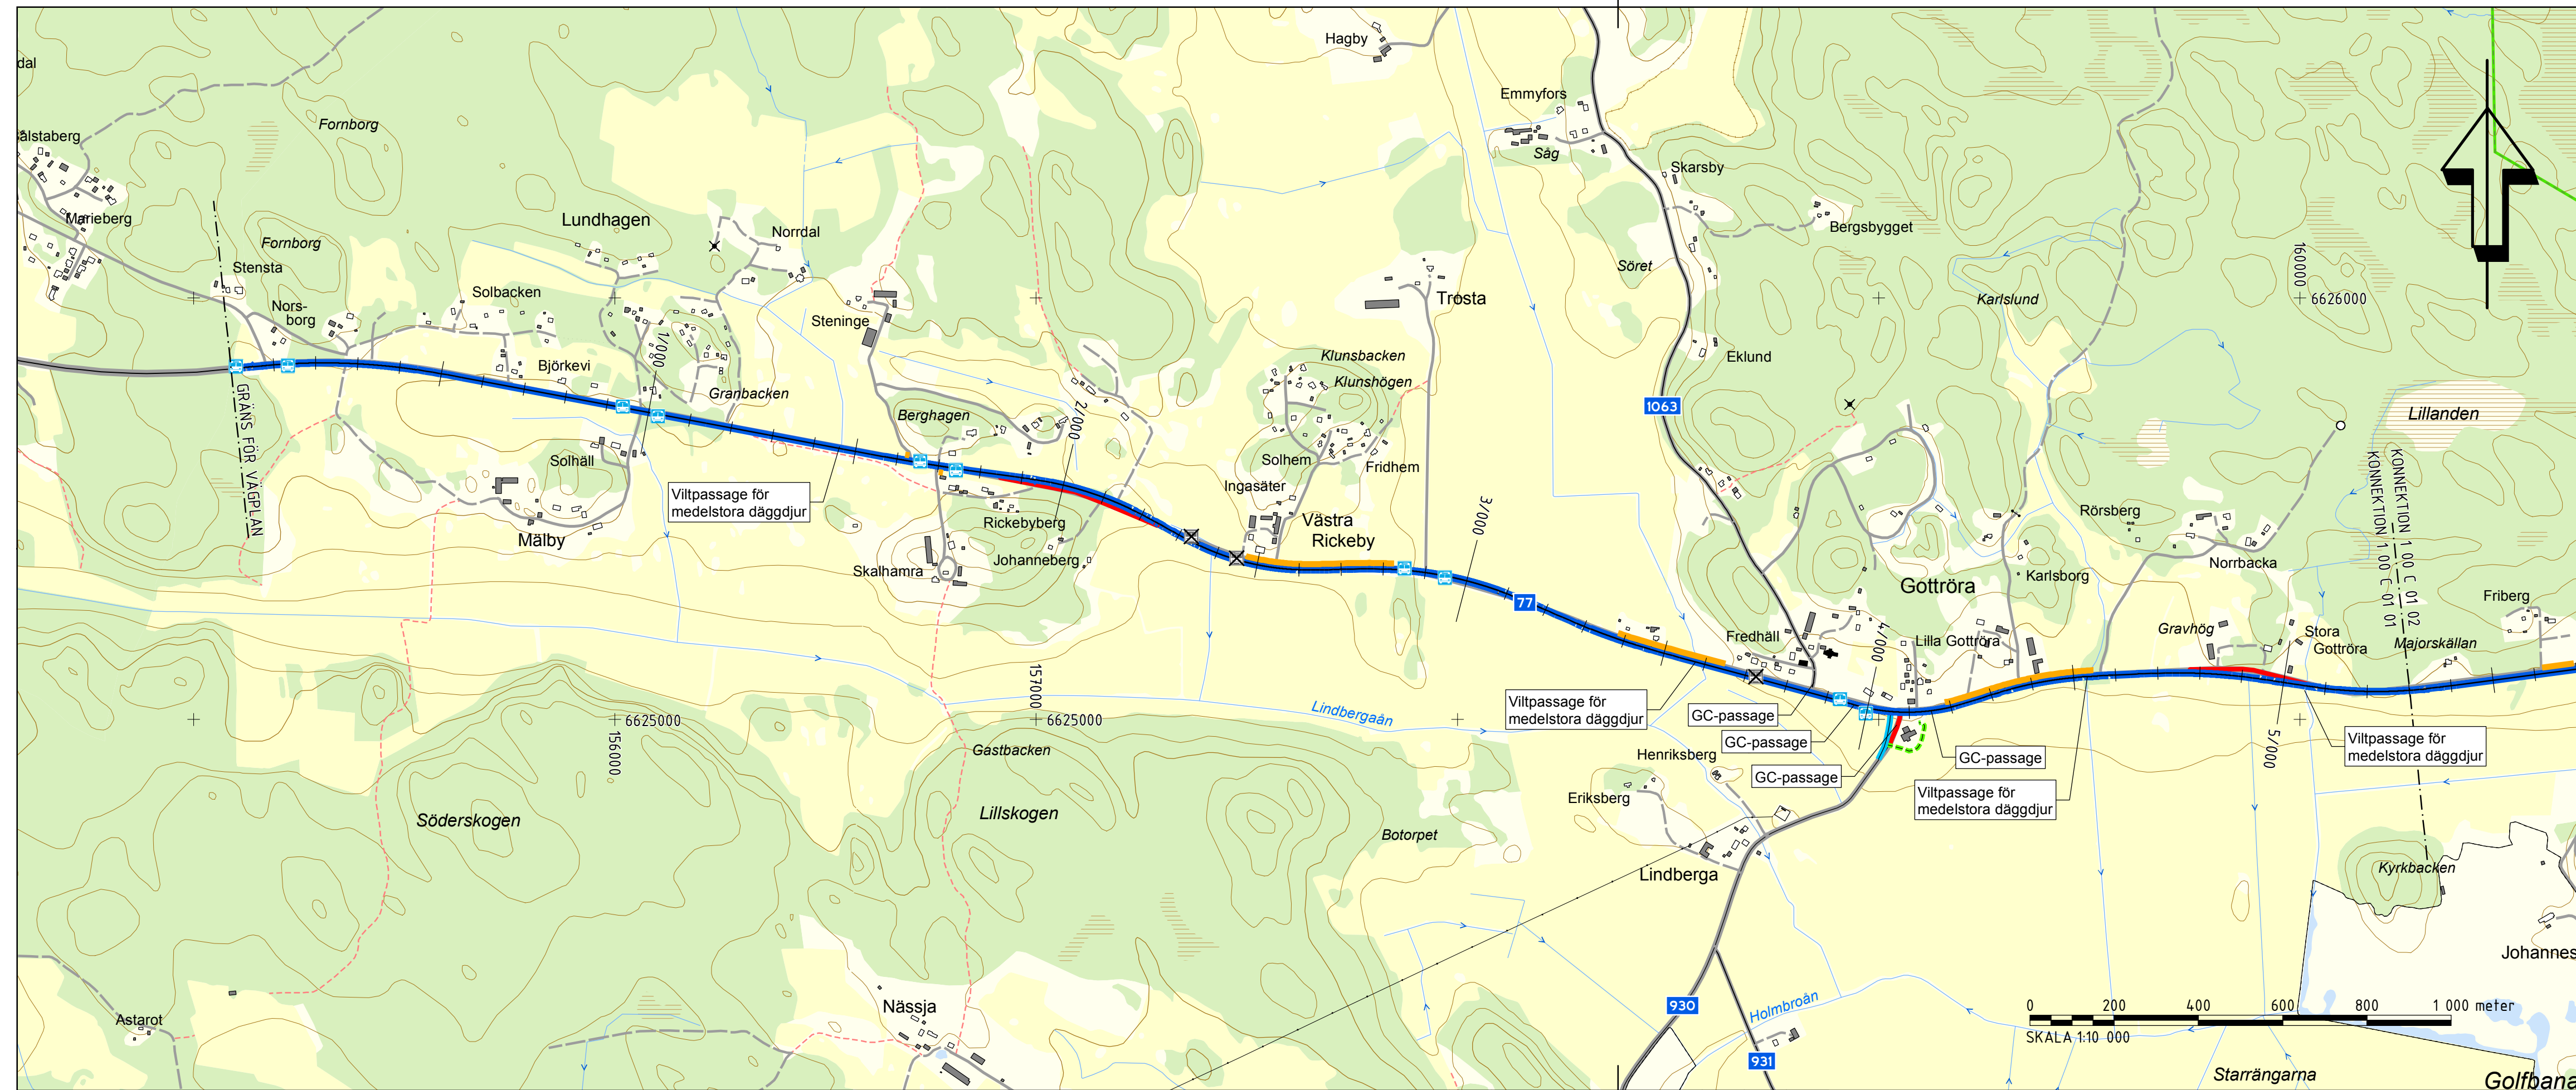 Hagby
dal
Emmyfors
Fornborg
Såg
Skarsby
Marieberg
Lundhagen
Bergsbygget
Norrdal
Fornborg
Stensta
Söret
160000
6626000
Solbacken
Nors-
borg
Trosta
Karlslund
Steninge
1/000
Klunsbacken
Eklund
Björkevi
Klunshögen
Granbacken
1063
Lillanden
Berghagen
2/000
GRÄNS FÖR VÄGPLAN
Solhäll
Solhem
Fridhem
KONNEKTION 1 00 C 01 02
KONNEKTION 1 00 C 01 01
Ingasäter
Viltpassage för
medelstora däggdjur
3/000
Rörsberg
Rickebyberg
Västra
Rickeby
Mälby
Johanneberg
Norrbacka
Skalhamra
Karlsborg
Gottröra
77
Friberg
Gravhög
Fredhäll
4/000
Lilla Gottröra
Stora
Gottröra
Majorskällan
157000
6625000
156000
6625000
Lindbergaån
Viltpassage för
medelstora däggdjur
GC-passage
GC-passage
GC-passage
GC-passage
5/000
Viltpassage för
medelstora däggdjur
Viltpassage för
medelstora däggdjur
Gastbacken
Henriksberg
Eriksberg
Söderskogen
Lillskogen
Botorpet
Lindberga
Kyrkbacken
Johannes
Nässja
Astarot
930
Holmbroån
931
0 200 400 600 800 1 000 meter
SKALA 1:10 000
Starrängarna
Golfbana